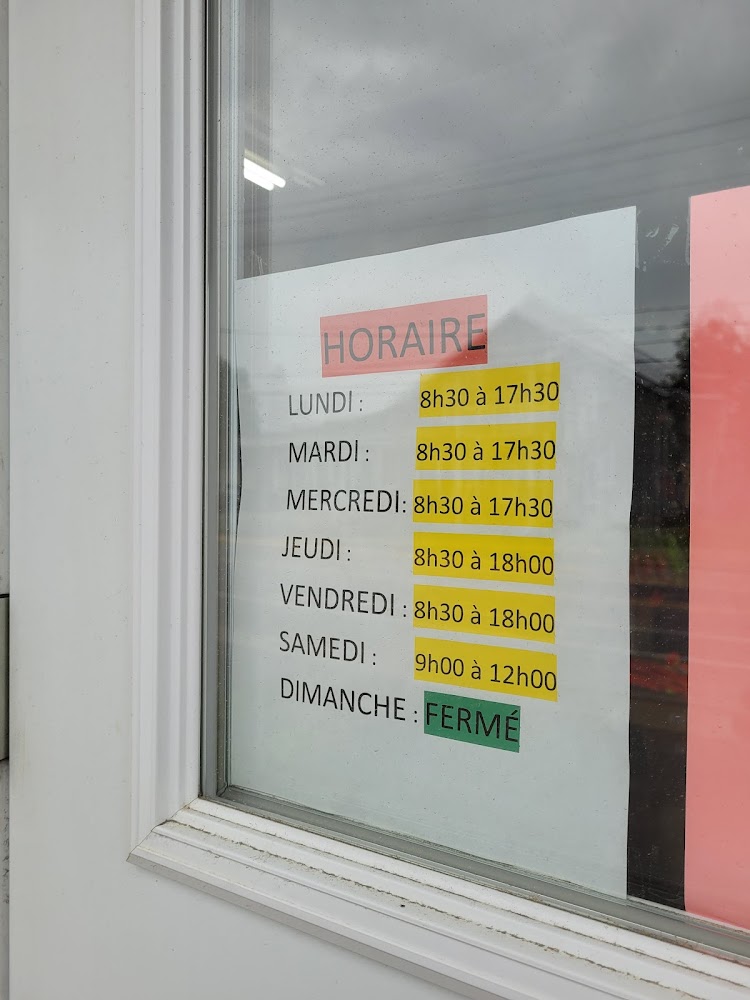 HORAIRE
LUNDI : 8h30 à 17h30
MARDI : 8h30 à 17h30
MERCREDI: 8h30 à 17h30
JEUDI : 8h30 à 18h00
VENDREDI : 8h30 à 18h00
SAMEDI : 9h00 à 12h00
DIMANCHE : FERMÉ